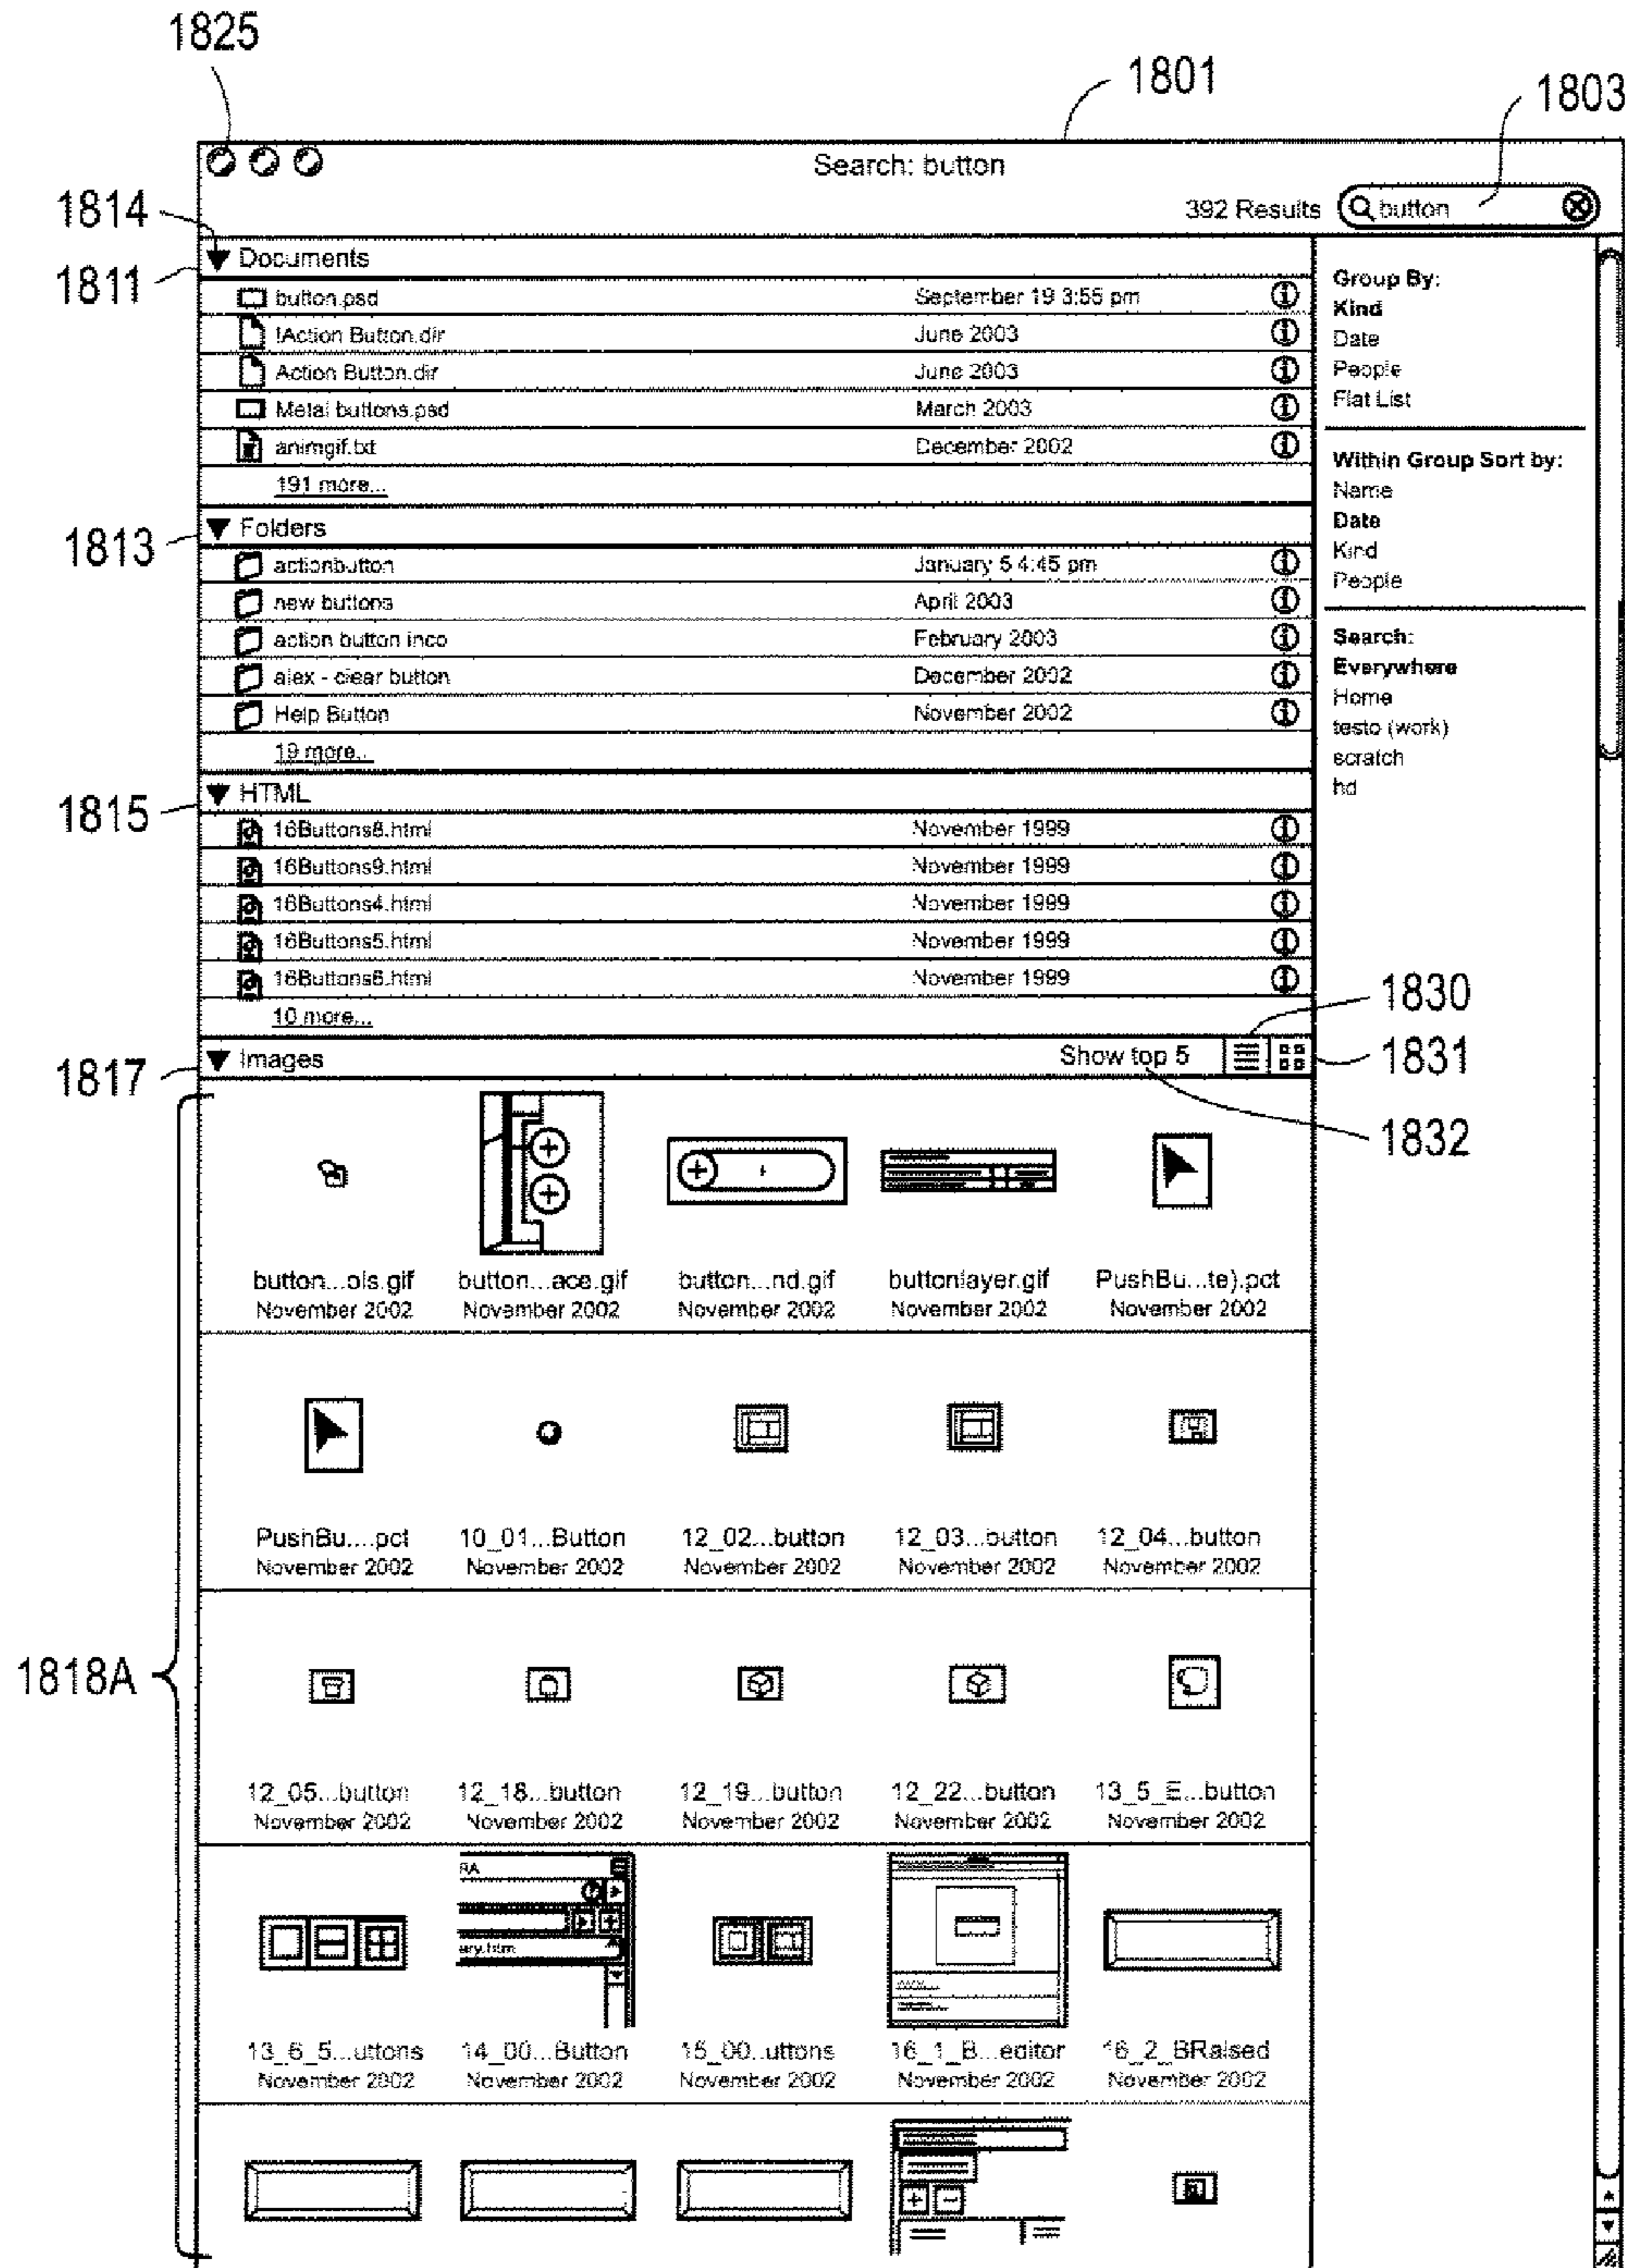 1825
1801
1803
Search: button
392 Results
button
1814
Documents
1811
button.psd September 19 3:55 pm
!Action Button.dir June 2003
Action Button.dir June 2003
Metal buttons.psd March 2003
animgif.txt December 2002
191 more...
1813
Folders
actionbutton January 5 4:45 pm
new buttons April 2003
action button inco February 2003
alex - clear button December 2002
Help Button November 2002
19 more...
1815
HTML
16Buttons8.html November 1999
16Buttons9.html November 1999
16Buttons4.html November 1999
16Buttons5.html November 1999
16Buttons6.html November 1999
10 more...
Group By:
Kind
Date
People
Flat List
Within Group Sort by:
Name
Date
Kind
People
Search:
Everywhere
Home
testo (work)
scratch
hd
1830
1817
Images Show top 5
1831
1832
button...ols.gif button...ace.gif button...nd.gif buttonlayer.gif PushBu...te).pct
November 2002 November 2002 November 2002 November 2002 November 2002
PushBu....pct 10_01...Button 12_02...button 12_03...button 12_04...button
November 2002 November 2002 November 2002 November 2002 November 2002
1818A
12_05...button 12_18...button 12_19...button 12_22...button 13_5_E...button
November 2002 November 2002 November 2002 November 2002 November 2002
RA
ary.htm
13_6_5...uttons 14_00...Button 15_00..uttons 16_1_B...editor 16_2_BRaised
November 2002 November 2002 November 2002 November 2002 November 2002